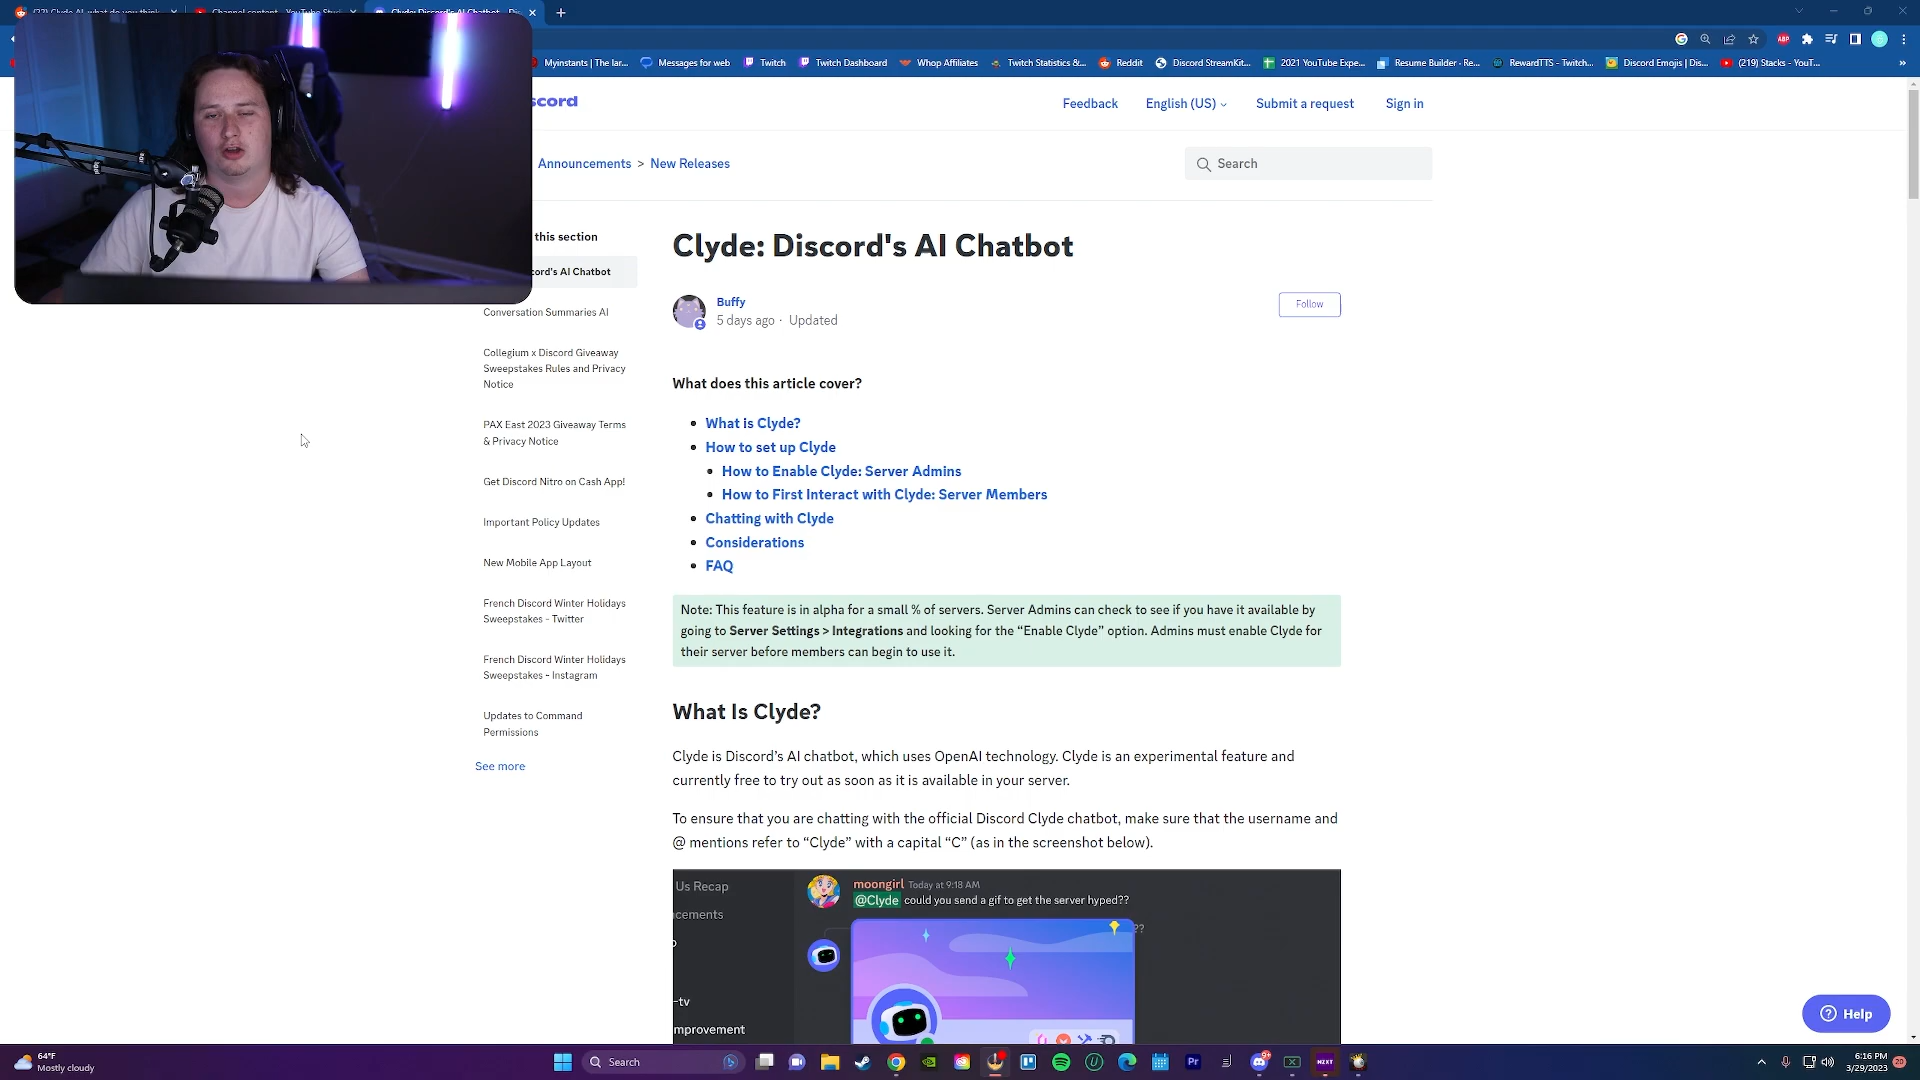 Myinstants | The lar...
Messages for web
Twitch
Twitch Dashboard
Whop Affiliates
Twitch Statistics &...
Reddit
Discord StreamKit...
2021 YouTube Expe...
Resume Builder - Re...
RewardTTS - Twitch...
Discord Emojis | Dis...
(219) Stacks - YouT...
scord
Feedback
English (US)
Submit a request
Sign in
Announcements > New Releases
Search
this section
cord's AI Chatbot
Conversation Summaries AI
Collegium x Discord Giveaway
Sweepstakes Rules and Privacy
Notice
PAX East 2023 Giveaway Terms
& Privacy Notice
Get Discord Nitro on Cash App!
Important Policy Updates
New Mobile App Layout
French Discord Winter Holidays
Sweepstakes - Twitter
French Discord Winter Holidays
Sweepstakes - Instagram
Updates to Command
Permissions
See more
Clyde: Discord's AI Chatbot
Buffy
5 days ago · Updated
Follow
What does this article cover?
What is Clyde?
How to set up Clyde
How to Enable Clyde: Server Admins
How to First Interact with Clyde: Server Members
Chatting with Clyde
Considerations
FAQ
Note: This feature is in alpha for a small % of servers. Server Admins can check to see if you have it available by
going to Server Settings > Integrations and looking for the “Enable Clyde” option. Admins must enable Clyde for
their server before members can begin to use it.
What Is Clyde?
Clyde is Discord’s AI chatbot, which uses OpenAI technology. Clyde is an experimental feature and
currently free to try out as soon as it is available in your server.
To ensure that you are chatting with the official Discord Clyde chatbot, make sure that the username and
@ mentions refer to “Clyde” with a capital “C” (as in the screenshot below).
Us Recap
cements
-tv
mprovement
moongirl Today at 9:18 AM
@Clyde could you send a gif to get the server hyped??
??
Help
64°F
Mostly cloudy
Search
6:16 PM
3/29/2023